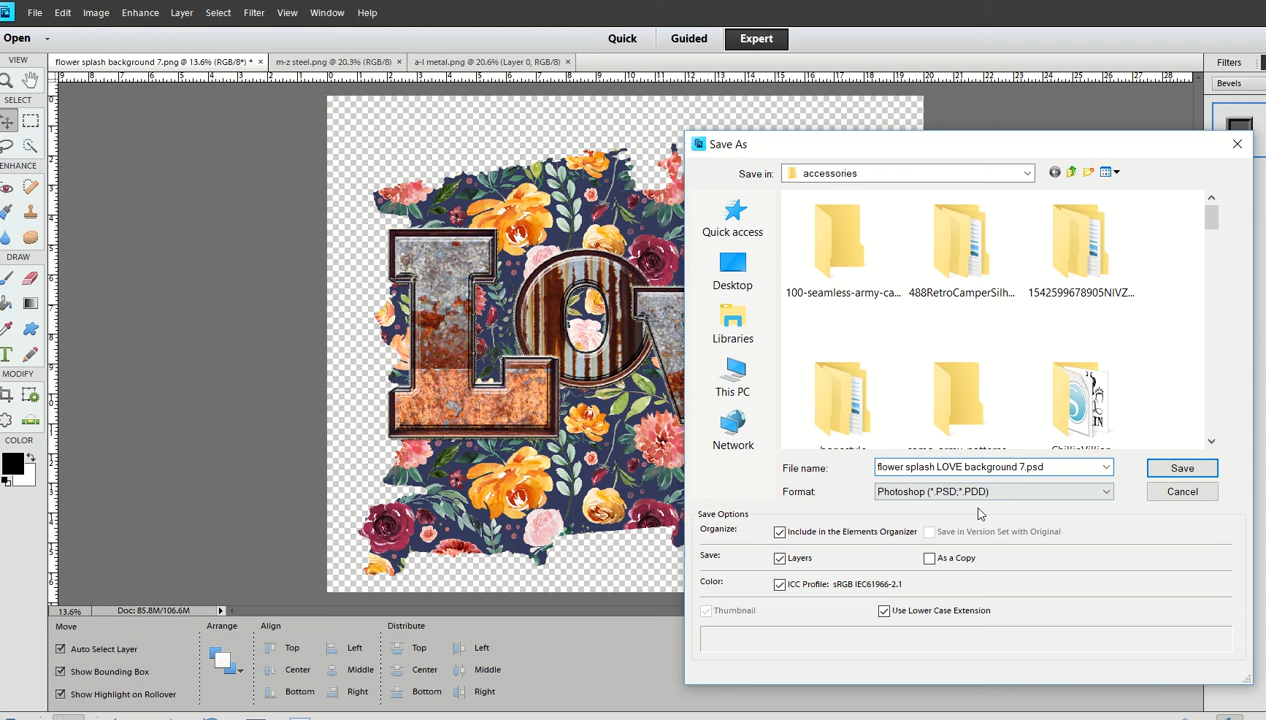 File Edit Image Enhance Layer Select Filter View Window Help
Open Quick Guided Expert
VIEW
flower splash background 7.png @ 13.6% (RGB/8*) * × m-z steel.png @ 20.3% (RGB/8) × a-l metal.png @ 20.6% (Layer 0, RGB/8) ×
Filters
Bevels
SELECT
ENHANCE
DRAW
MODIFY
COLOR
LO
Save As
Save in: accessories
Quick access
Desktop
Libraries
This PC
Network
100-seamless-army-ca... 488RetroCamperSilh... 1542599678905NIVZ...
File name: flower splash LOVE background 7.psd Save
Format: Photoshop (*.PSD;*.PDD) Cancel
Save Options
Organize: Include in the Elements Organizer Save in Version Set with Original
Save: Layers As a Copy
Color: ICC Profile: sRGB IEC61966-2.1
Thumbnail Use Lower Case Extension
13.6% Doc: 85.8M/106.6M
Move Arrange Align Distribute
Auto Select Layer Top Left Top Left
Show Bounding Box Center Middle Center Middle
Show Highlight on Rollover Bottom Right Bottom Right